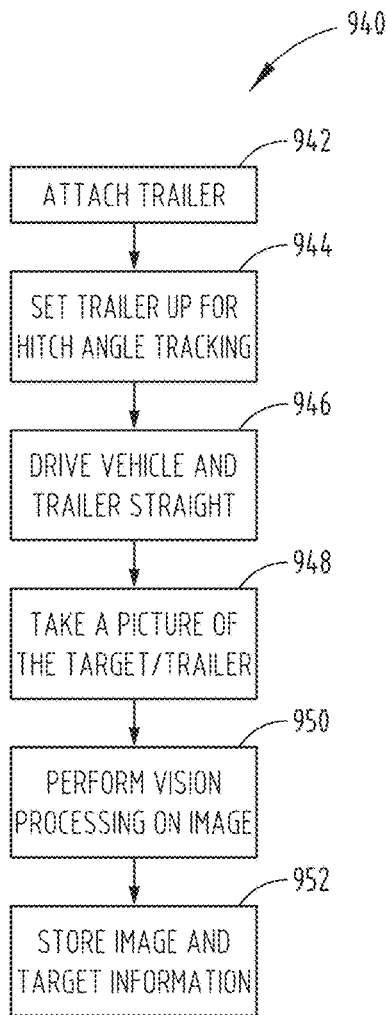 940
942
ATTACH TRAILER
944
SET TRAILER UP FOR
HITCH ANGLE TRACKING
946
DRIVE VEHICLE AND
TRAILER STRAIGHT
948
TAKE A PICTURE OF
THE TARGET/TRAILER
950
PERFORM VISION
PROCESSING ON IMAGE
952
STORE IMAGE AND
TARGET INFORMATION